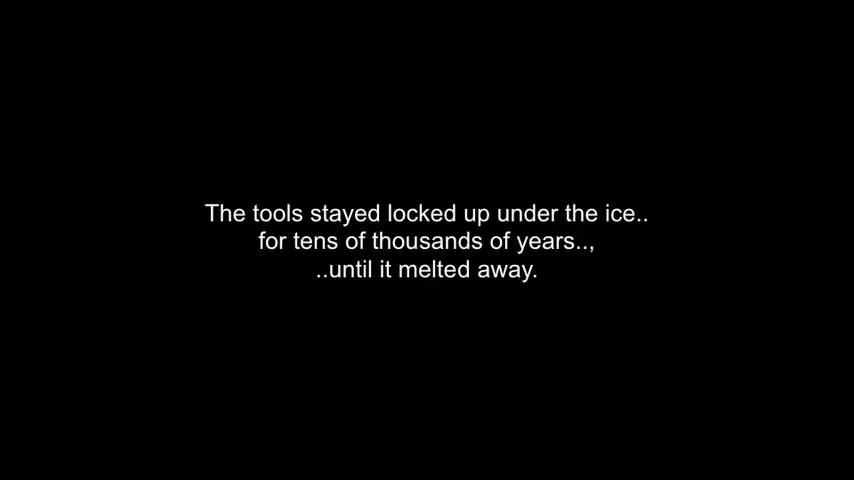 The tools stayed locked up under the ice..
for tens of thousands of years..,
..until it melted away.